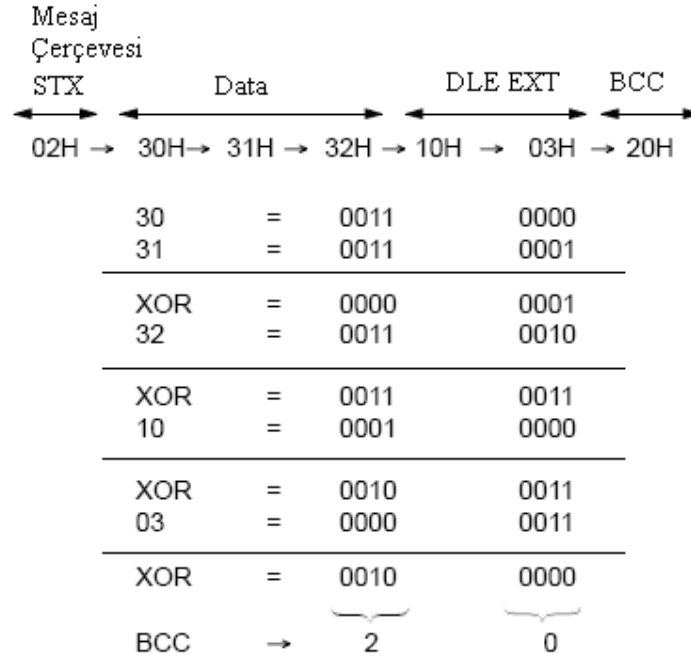 Mesaj
Çerçevesi
STX Data DLE EXT BCC
02H → 30H→ 31H → 32H → 10H → 03H → 20H
30 = 0011 0000
31 = 0011 0001
XOR = 0000 0001
32 = 0011 0010
XOR = 0011 0011
10 = 0001 0000
XOR = 0010 0011
03 = 0000 0011
XOR = 0010 0000
BCC → 2 0